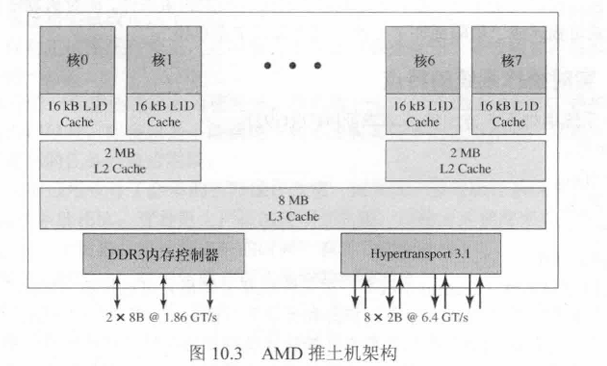 核0
核1
核6
核7
16 kB L1D
Cache
16 kB L1D
Cache
16 kB L1D
Cache
16 kB L1D
Cache
2 MB
L2 Cache
2 MB
L2 Cache
8 MB
L3 Cache
DDR3内存控制器
Hypertransport 3.1
2 × 8B @ 1.86 GT/s
8 × 2B @ 6.4 GT/s
图 10.3 AMD 推土机架构